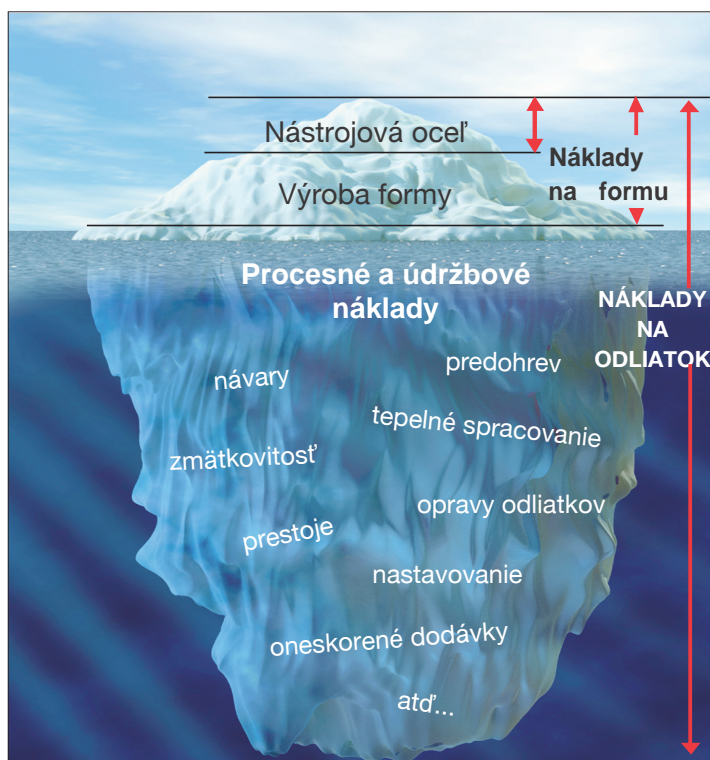 Nástrojová oceľ
Výroba formy
Náklady
na formu
Procesné a údržbové
náklady
NÁKLADY
NA
ODLIATOK
návary
predohrev
tepelné spracovanie
zmätkovitosť
opravy odliatkov
prestoje
nastavovanie
oneskorené dodávky
atď...